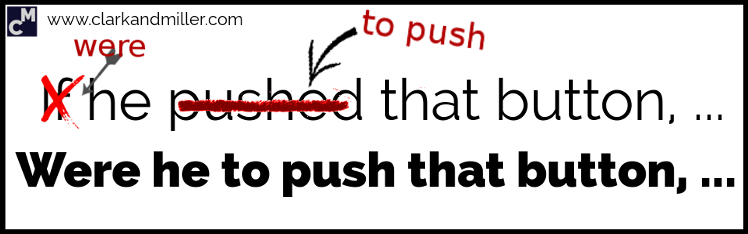 CM
www.clarkandmiller.com
were
to push
If he pushed that button, ...
Were he to push that button, ...